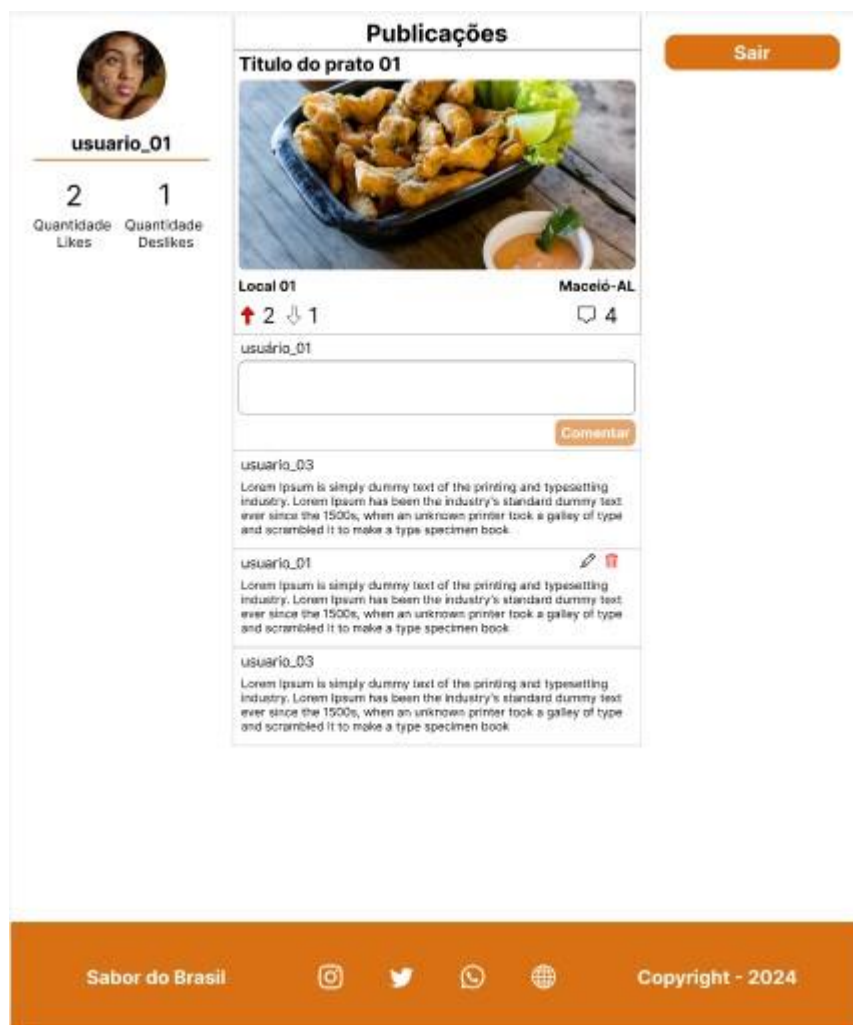 Publicações
Sair
Titulo do prato 01
usuario_01
2 1
Quantidade Likes
Quantidade Deslikes
Local 01 Maceió-AL
2 1 4
usuário_01
Comentar
usuario_03
Lorem Ipsum is simply dummy text of the printing and typesetting
industry. Lorem Ipsum has been the industry's standard dummy text
ever since the 1500s, when an unknown printer took a galley of type
and scrambled it to make a type specimen book
usuario_01
Lorem Ipsum is simply dummy text of the printing and typesetting
industry. Lorem Ipsum has been the industry's standard dummy text
ever since the 1500s, when an unknown printer took a galley of type
and scrambled it to make a type specimen book
usuario_03
Lorem Ipsum is simply dummy text of the printing and typesetting
industry. Lorem Ipsum has been the industry's standard dummy text
ever since the 1500s, when an unknown printer took a galley of type
and scrambled it to make a type specimen book
Sabor do Brasil Copyright - 2024